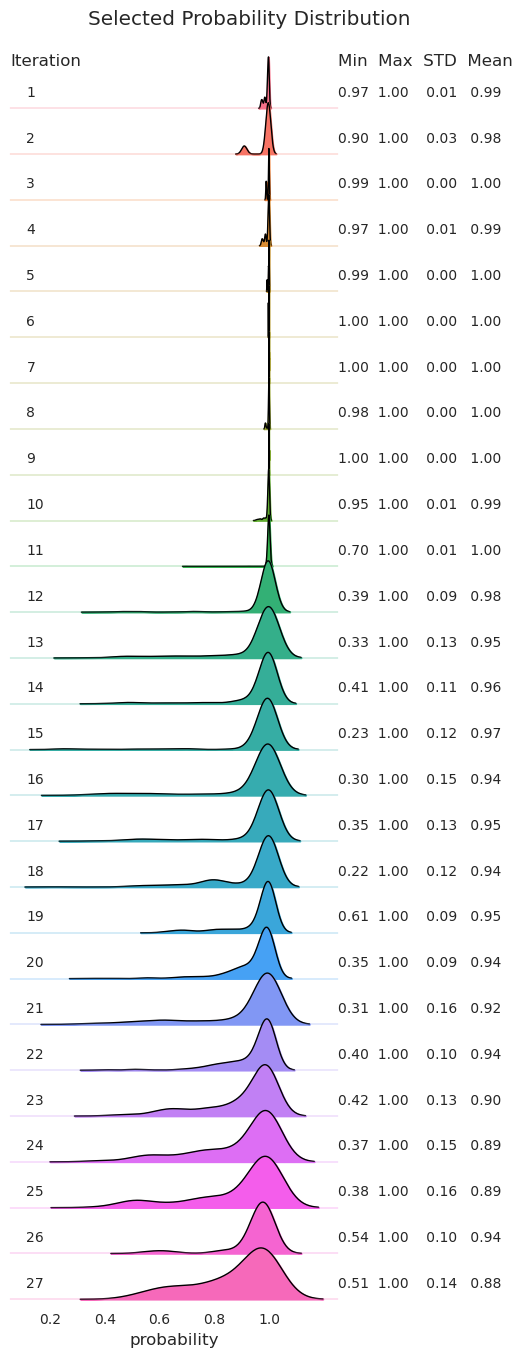 Selected Probability Distribution
Iteration Min Max STD Mean
1 0.97 1.00 0.01 0.99
2 0.90 1.00 0.03 0.98
3 0.99 1.00 0.00 1.00
4 0.97 1.00 0.01 0.99
5 0.99 1.00 0.00 1.00
6 1.00 1.00 0.00 1.00
7 1.00 1.00 0.00 1.00
8 0.98 1.00 0.00 1.00
9 1.00 1.00 0.00 1.00
10 0.95 1.00 0.01 0.99
11 0.70 1.00 0.01 1.00
12 0.39 1.00 0.09 0.98
13 0.33 1.00 0.13 0.95
14 0.41 1.00 0.11 0.96
15 0.23 1.00 0.12 0.97
16 0.30 1.00 0.15 0.94
17 0.35 1.00 0.13 0.95
18 0.22 1.00 0.12 0.94
19 0.61 1.00 0.09 0.95
20 0.35 1.00 0.09 0.94
21 0.31 1.00 0.16 0.92
22 0.40 1.00 0.10 0.94
23 0.42 1.00 0.13 0.90
24 0.37 1.00 0.15 0.89
25 0.38 1.00 0.16 0.89
26 0.54 1.00 0.10 0.94
27 0.51 1.00 0.14 0.88
0.2 0.4 0.6 0.8 1.0
probability